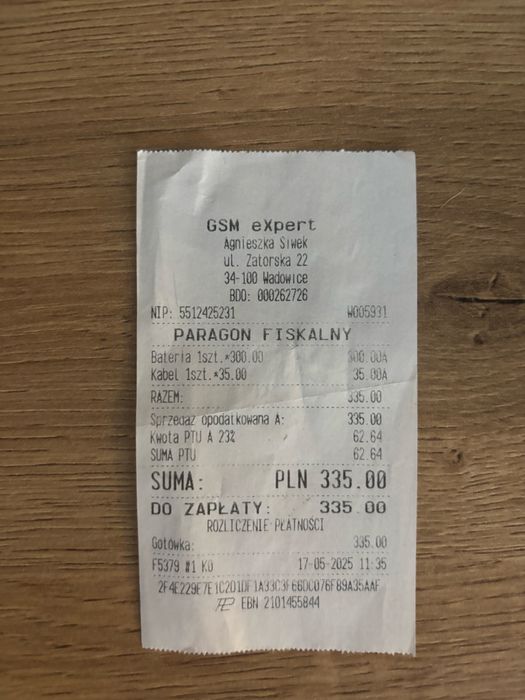 GSM eXpert
Agnieszka Siwek
ul. Zatorska 22
34-100 Wadowice
BDO: 000262726
NIP: 5512425231 W005931
PARAGON FISKALNY
Bateria 1szt.*300.00 300.00A
Kabel 1szt.*35.00 35.00A
RAZEM: 335.00
Sprzedaż opodatkowana A: 335.00
Kwota PTU A 23% 62.64
SUMA PTU 62.64
SUMA: PLN 335.00
DO ZAPŁATY: 335.00
ROZLICZENIE PŁATNOŚCI
Gotówka: 335.00
F5379 #1 KO 17-05-2025 11:35
EBN 2101455844